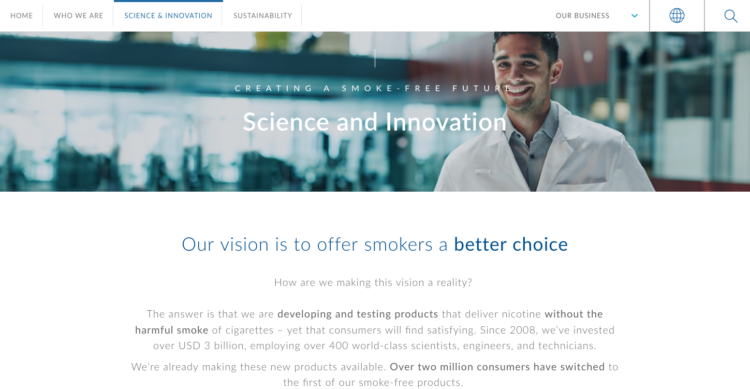 HOME WHO WE ARE SCIENCE & INNOVATION SUSTAINABILITY OUR BUSINESS
CREATING A SMOKE-FREE FUTURE
Science and Innovation
Our vision is to offer smokers a better choice
How are we making this vision a reality?
The answer is that we are developing and testing products that deliver nicotine without the
harmful smoke of cigarettes – yet that consumers will find satisfying. Since 2008, we've invested
over USD 3 billion, employing over 400 world-class scientists, engineers, and technicians.
We're already making these new products available. Over two million consumers have switched to
the first of our smoke-free products.